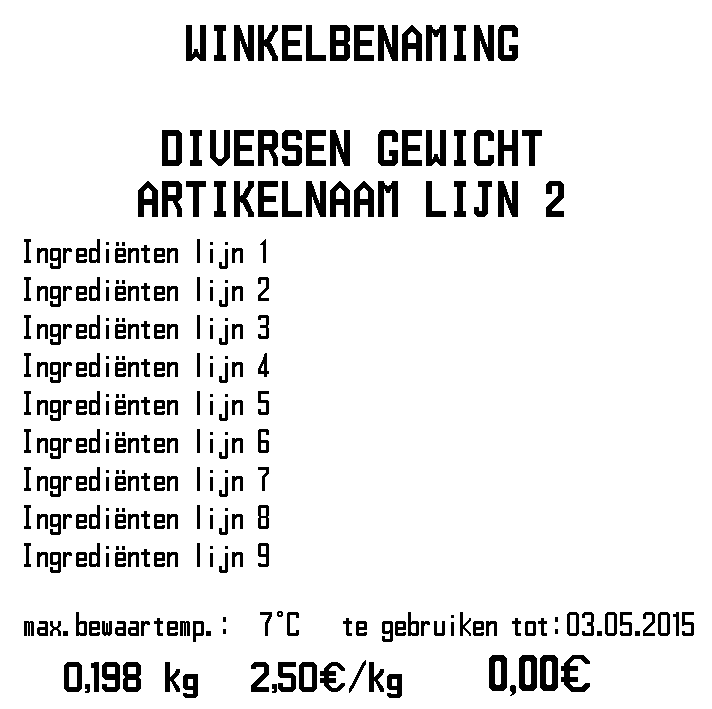 WINKELBENAMING
DIVERSEN GEWICHT
ARTIKELNAAM LIJN 2
Ingrediënten lijn 1
Ingrediënten lijn 2
Ingrediënten lijn 3
Ingrediënten lijn 4
Ingrediënten lijn 5
Ingrediënten lijn 6
Ingrediënten lijn 7
Ingrediënten lijn 8
Ingrediënten lijn 9
max.bewaartemp.: 7°C te gebruiken tot:03.05.2015
0,198 kg 2,50€/kg 0,00€